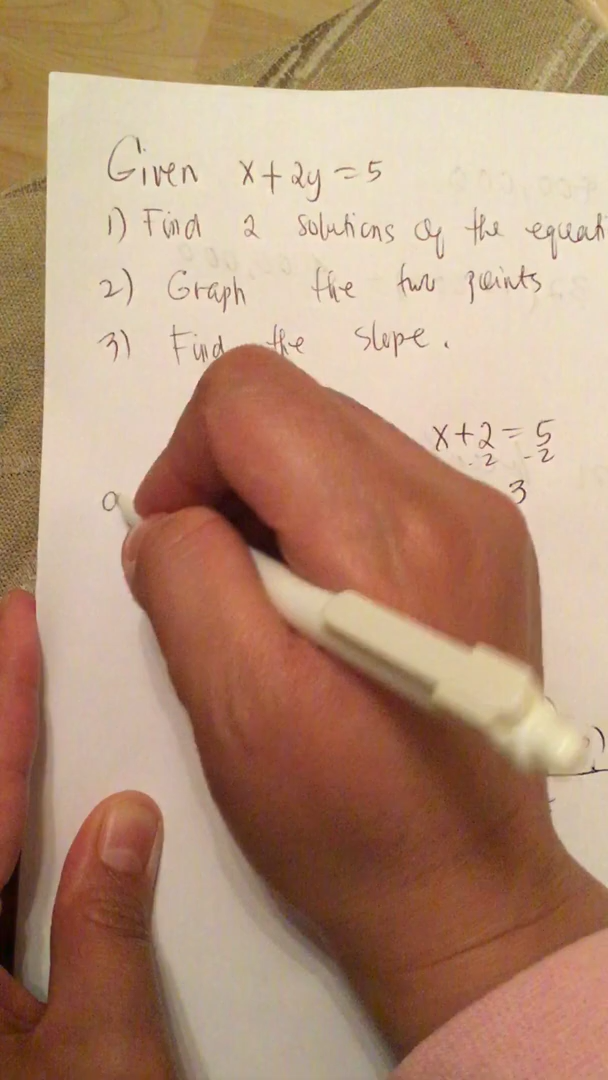 Given x+2y=5
1) Find 2 solutions of the equati
2) Graph the two points
3) Find the slope.
x+2=5
-2 -2
3